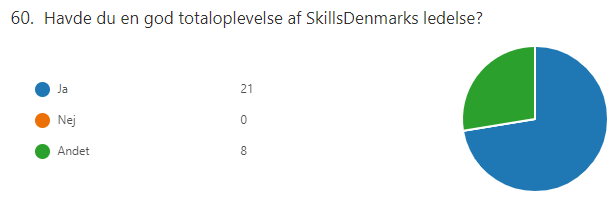 60. Havde du en god totaloplevelse af SkillsDenmarks ledelse?
Ja 21
Nej 0
Andet 8